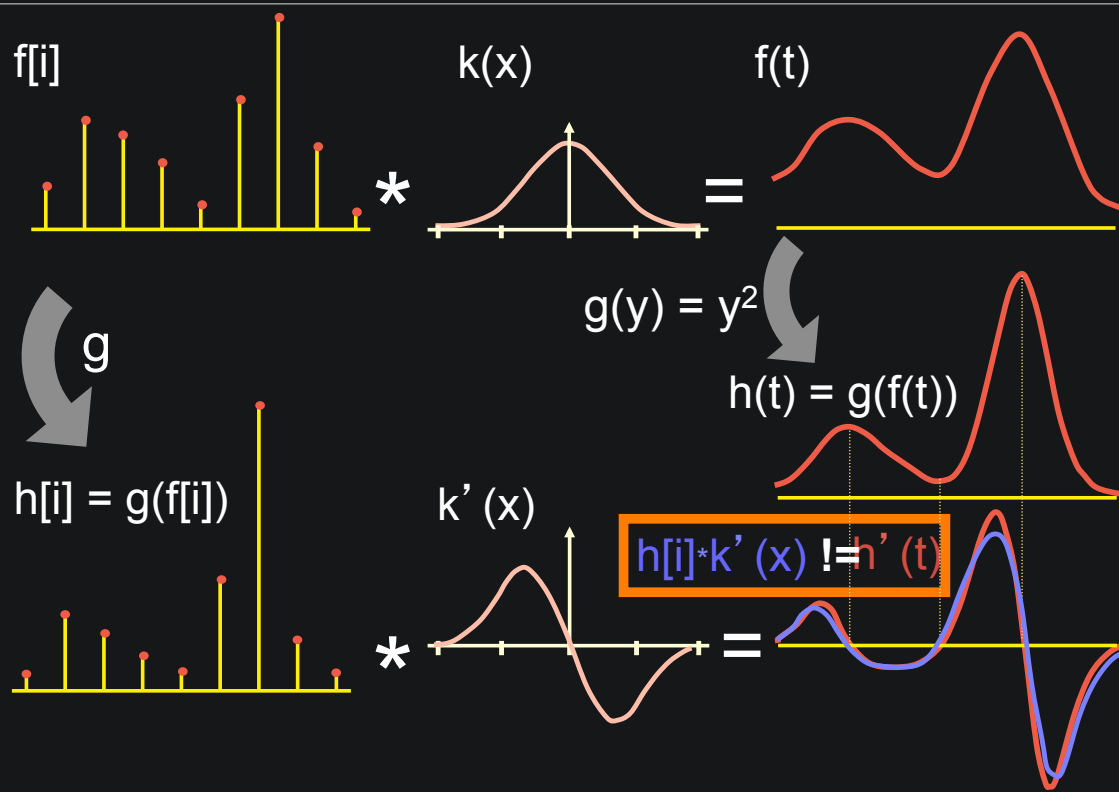 f[i]
k(x)
f(t)
*
=
g(y) = y²
g
h(t) = g(f(t))
h[i] = g(f[i])
k’(x)
h[i]*k’(x) != h’(t)
*
=